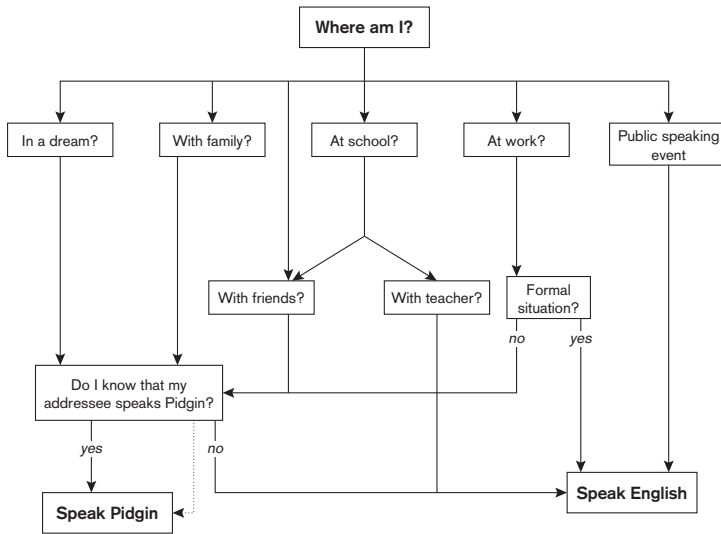 Where am I?
In a dream?
With family?
At school?
At work?
Public speaking
event
With friends?
With teacher?
Formal
situation?
no
yes
Do I know that my
addressee speaks Pidgin?
yes
no
Speak Pidgin
Speak English